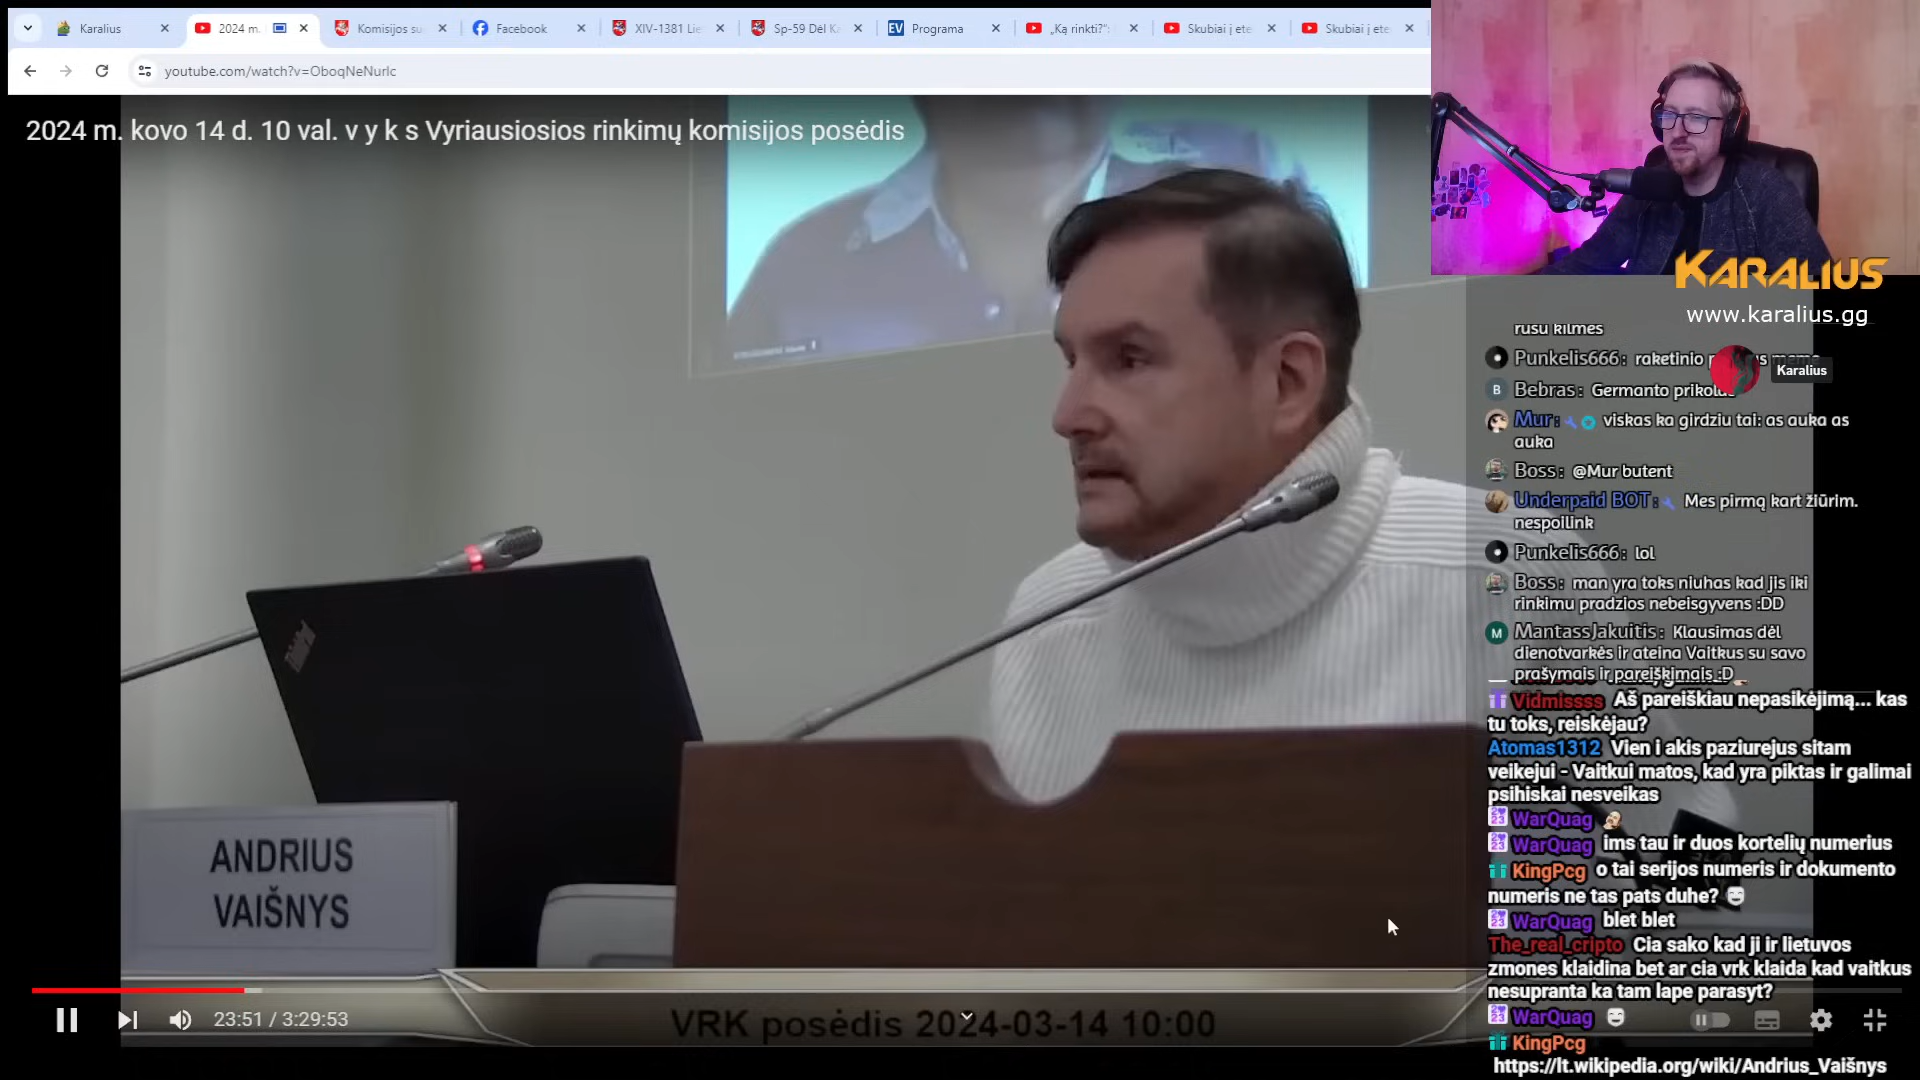 Karalius
2024 m.
Komisijos su
Facebook
XIV-1381 Lie
Sp-59 Dėl Ka
EV Programa
„Ką rinkti?":
Skubiai į ete
Skubiai į ete
youtube.com/watch?v=OboqNeNurlc
2024 m. kovo 14 d. 10 val. v y k s Vyriausiosios rinkimų komisijos posėdis
KARALIUS
www.karalius.gg
rusu kilmes
Punkelis666: raketinio
Karalius
B Bebras: Germanto prikolas
Mur: viskas ka girdziu tai: as auka as
auka
Boss: @Mur butent
Underpaid BOT: Mes pirmą kart žiūrim.
nespoilink
Punkelis666: lol
Boss: man yra toks niuhas kad jis iki
rinkimu pradzios nebeisgyvens :DD
M MantassJakuitis: Klausimas dėl
dienotvarkės ir ateina Vaitkus su savo
prašymais ir pareiškimais :D
Vidmissss Aš pareiškiau nepasikėjimą... kas
tu toks, reiskėjau?
Atomas1312 Vien i akis paziurejus sitam
veikejui - Vaitkui matos, kad yra piktas ir galimai
psihiskai nesveikas
WarQuag
WarQuag ims tau ir duos kortelių numerius
KingPcg o tai serijos numeris ir dokumento
numeris ne tas pats duhe?
WarQuag blet blet
The_real_cripto Cia sako kad ji ir lietuvos
zmones klaidina bet ar cia vrk klaida kad vaitkus
nesupranta ka tam lape parasyt?
WarQuag
KingPcg
https://lt.wikipedia.org/wiki/Andrius_Vaišnys
ThinkPad
ANDRIUS
VAIŠNYS
23:51 / 3:29:53
VRK posėdis 2024-03-14 10:00